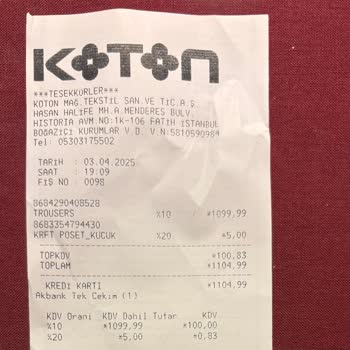 KOTON
***TESEKKÜRLER***
KOTON MAĞ.TEKSTİL SAN.VE TİC.A.Ş.
HASAN HALİFE MH.A MENDERES BULV.
HISTORIA AVM.NO:1K-106 FATİH İSTANBUL
BOĞAZİÇİ KURUMLAR V.D. V.N:5810590984
Tel: 05303175502
TARİH : 03.04.2025
SAAT : 19:09
FİŞ NO : 0098
8684290408528
TROUSERS %10 / *1099,99
8683354794430
KRFT POSET_KUCUK %20 *5,00
TOPKDV *100,83
TOPLAM *1104,99
KREDİ KARTI *1104,99
Akbank Tek Çekim (1)
KDV Oranı KDV Dahil Tutar KDV
%10 *1099,99 *100,00
%20 *5,00 *0,83